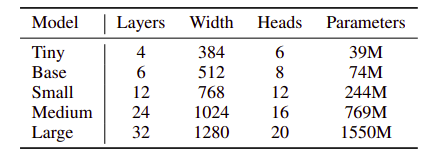 Model Layers Width Heads Parameters
Tiny 4 384 6 39M
Base 6 512 8 74M
Small 12 768 12 244M
Medium 24 1024 16 769M
Large 32 1280 20 1550M